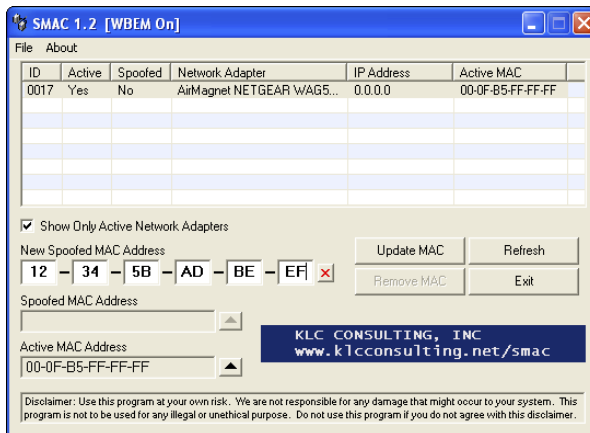 SMAC 1.2 [WBEM On]
File About
ID Active Spoofed Network Adapter IP Address Active MAC
0017 Yes No AirMagnet NETGEAR WAG5... 0.0.0.0 00-0F-B5-FF-FF-FF
Show Only Active Network Adapters
New Spoofed MAC Address
12 - 34 - 5B - AD - BE - EF
Update MAC Refresh
Remove MAC Exit
Spoofed MAC Address
KLC CONSULTING, INC
www.klcconsulting.net/smac
Active MAC Address
00-0F-B5-FF-FF-FF
Disclaimer: Use this program at your own risk. We are not responsible for any damage that might occur to your system. This
program is not to be used for any illegal or unethical purpose. Do not use this program if you do not agree with this disclaimer.